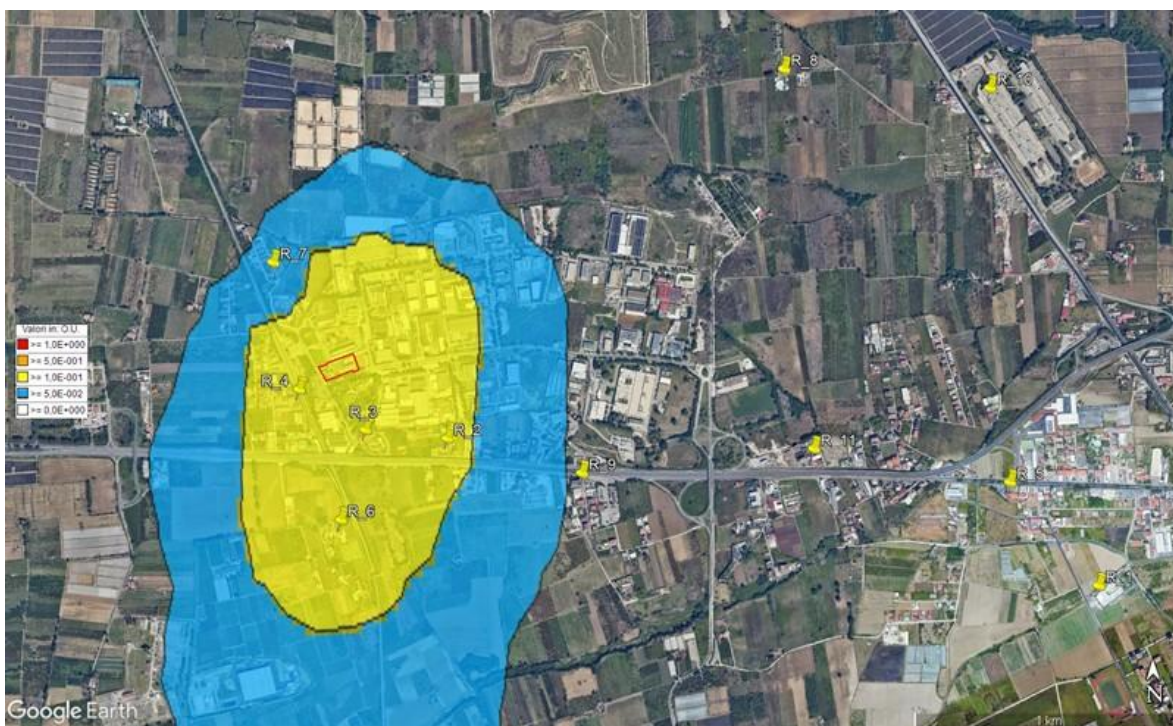 R_8
R_10
R_7
Valori in: O.U.
>= 1,0E+000
>= 5,0E-001
>= 1,0E-001
>= 5,0E-002
>= 0,0E+000
R_4
R_3
R_2
R_11
R_9
R_5
R_6
R_1
Google Earth
1 km
N